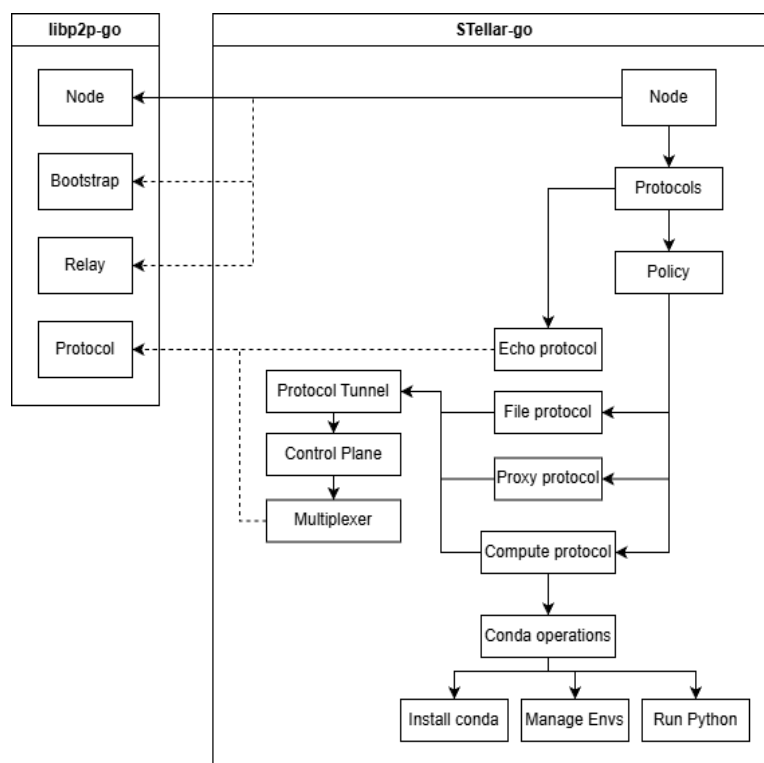 libp2p-go
STellar-go
Node
Node
Bootstrap
Protocols
Relay
Policy
Protocol
Echo protocol
Protocol Tunnel
File protocol
Control Plane
Proxy protocol
Multiplexer
Compute protocol
Conda operations
Install conda
Manage Envs
Run Python